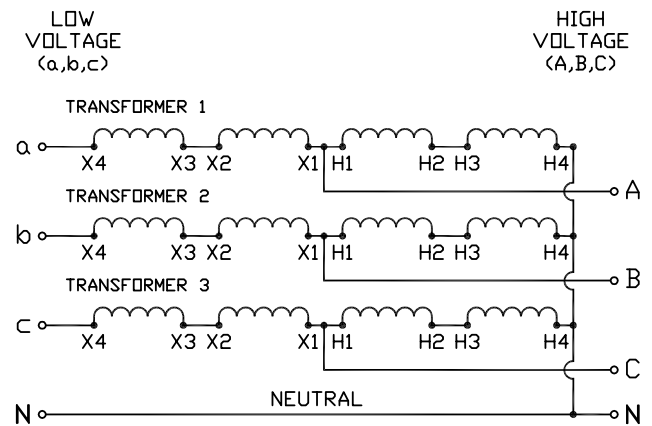 LOW
VOLTAGE
(a,b,c)
HIGH
VOLTAGE
(A,B,C)
TRANSFORMER 1
a
X4 X3 X2 X1 H1 H2 H3 H4
A
TRANSFORMER 2
b
X4 X3 X2 X1 H1 H2 H3 H4
B
TRANSFORMER 3
c
X4 X3 X2 X1 H1 H2 H3 H4
C
NEUTRAL
N N